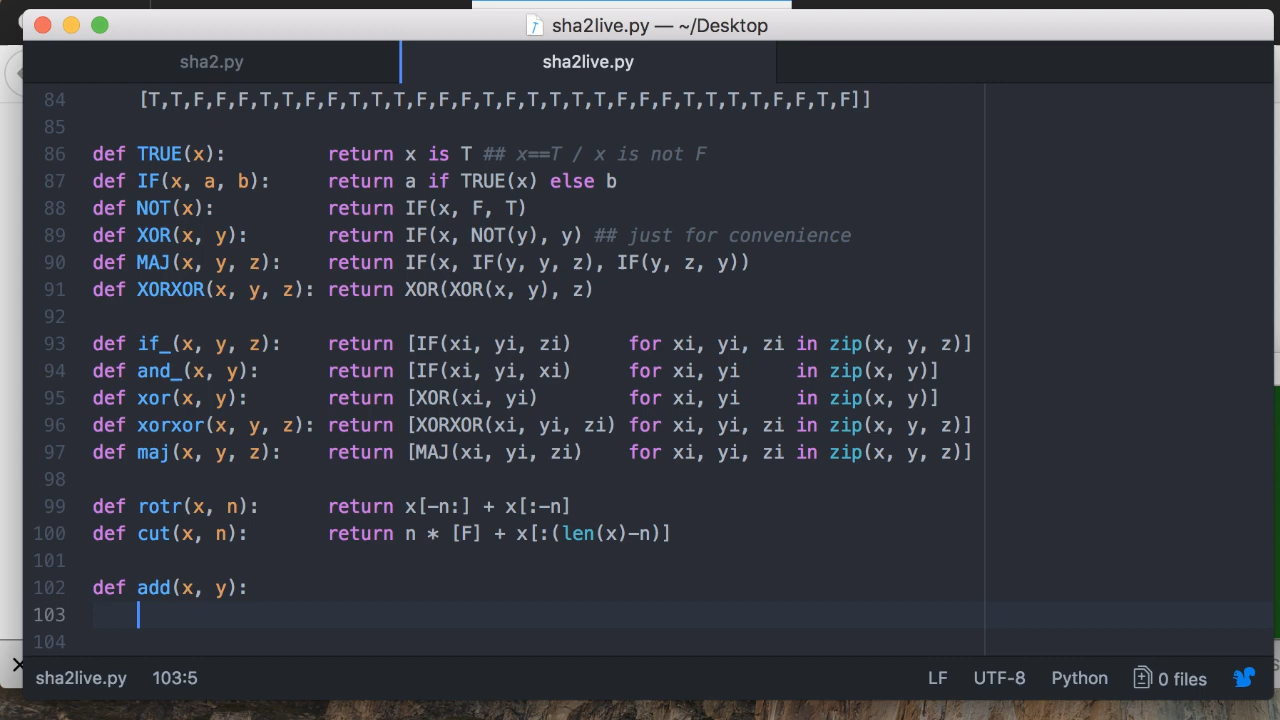 sha2live.py — ~/Desktop
sha2.py
sha2live.py
84 [T,T,F,F,F,T,T,F,F,T,T,T,F,F,F,T,F,T,T,T,T,F,F,F,T,T,T,T,F,F,T,F]]
85
86 def TRUE(x): return x is T ## x==T / x is not F
87 def IF(x, a, b): return a if TRUE(x) else b
88 def NOT(x): return IF(x, F, T)
89 def XOR(x, y): return IF(x, NOT(y), y) ## just for convenience
90 def MAJ(x, y, z): return IF(x, IF(y, y, z), IF(y, z, y))
91 def XORXOR(x, y, z): return XOR(XOR(x, y), z)
92
93 def if_(x, y, z): return [IF(xi, yi, zi) for xi, yi, zi in zip(x, y, z)]
94 def and_(x, y): return [IF(xi, yi, xi) for xi, yi in zip(x, y)]
95 def xor(x, y): return [XOR(xi, yi) for xi, yi in zip(x, y)]
96 def xorxor(x, y, z): return [XORXOR(xi, yi, zi) for xi, yi, zi in zip(x, y, z)]
97 def maj(x, y, z): return [MAJ(xi, yi, zi) for xi, yi, zi in zip(x, y, z)]
98
99 def rotr(x, n): return x[-n:] + x[:-n]
100 def cut(x, n): return n * [F] + x[:(len(x)-n)]
101
102 def add(x, y):
103
104
sha2live.py 103:5 LF UTF-8 Python 0 files